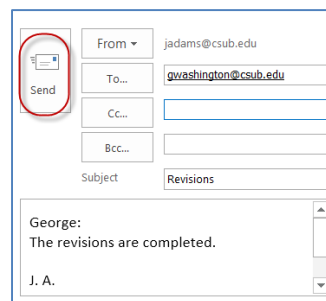 From ▾ jadams@csub.edu
Send
To... gwashington@csub.edu
Cc...
Bcc...
Subject Revisions
George:
The revisions are completed.
J. A.